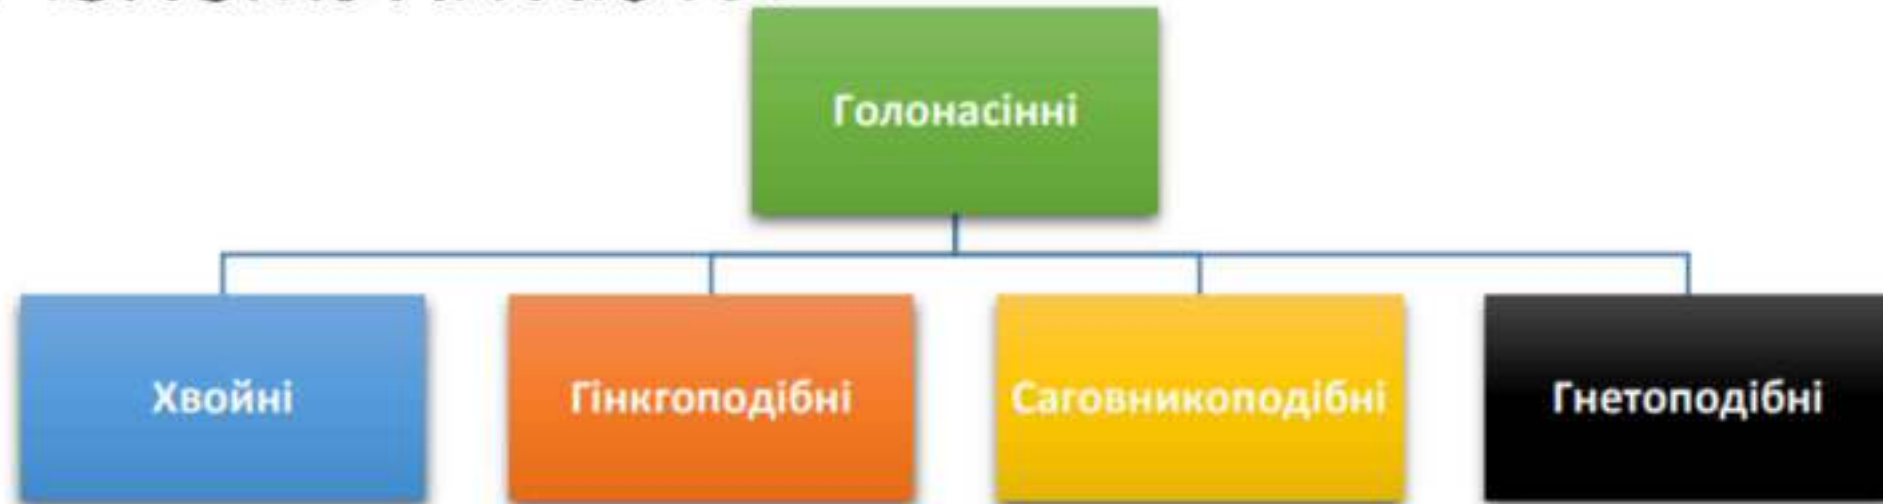 Голонасінні
Хвойні
Гінкгоподібні
Саговникоподібні
Гнетоподібні